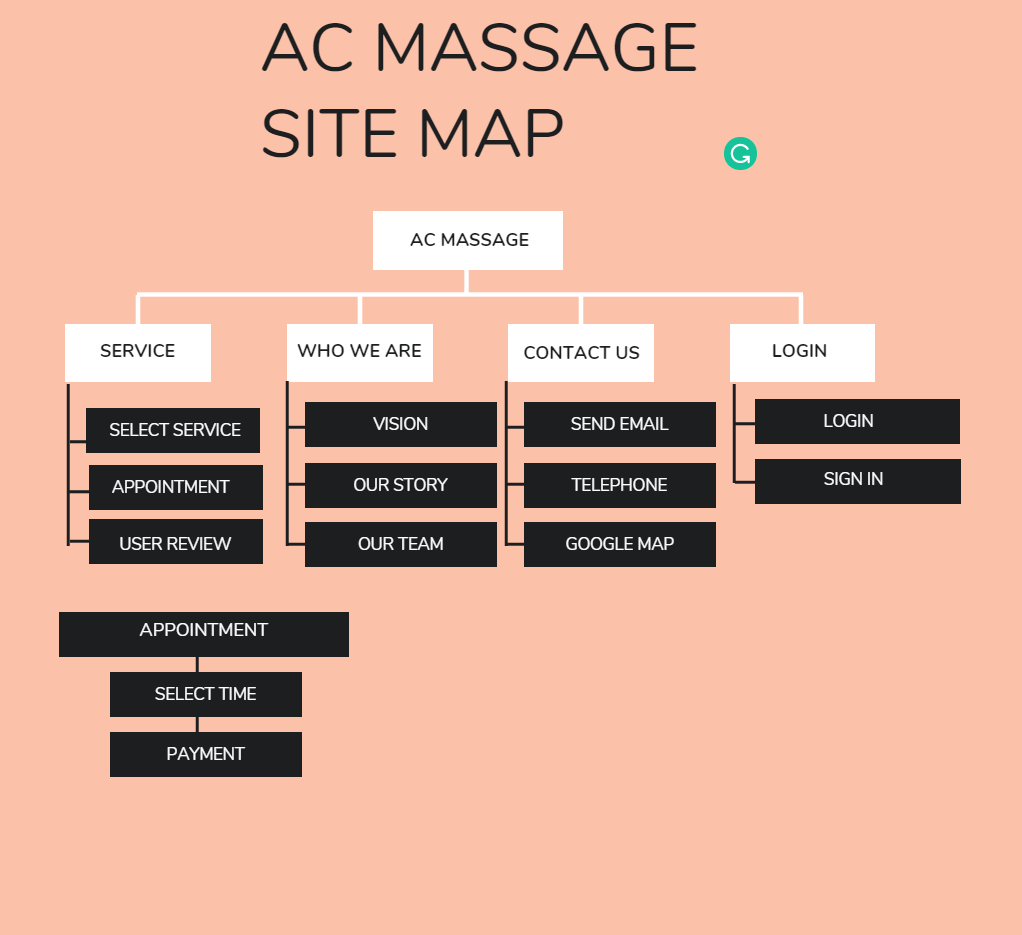 AC MASSAGE
SITE MAP
AC MASSAGE
SERVICE
WHO WE ARE
CONTACT US
LOGIN
SELECT SERVICE
APPOINTMENT
USER REVIEW
VISION
OUR STORY
OUR TEAM
SEND EMAIL
TELEPHONE
GOOGLE MAP
LOGIN
SIGN IN
APPOINTMENT
SELECT TIME
PAYMENT